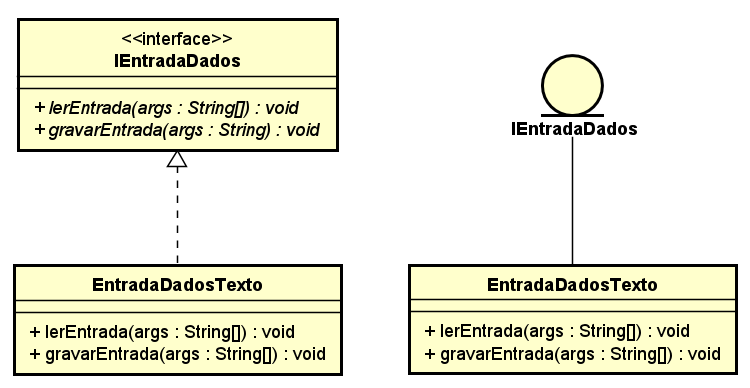 <<interface>>
IEntradaDados
+ lerEntrada(args : String[]) : void
+ gravarEntrada(args : String) : void
IEntradaDados
EntradaDadosTexto
+ lerEntrada(args : String[]) : void
+ gravarEntrada(args : String[]) : void
EntradaDadosTexto
+ lerEntrada(args : String[]) : void
+ gravarEntrada(args : String[]) : void